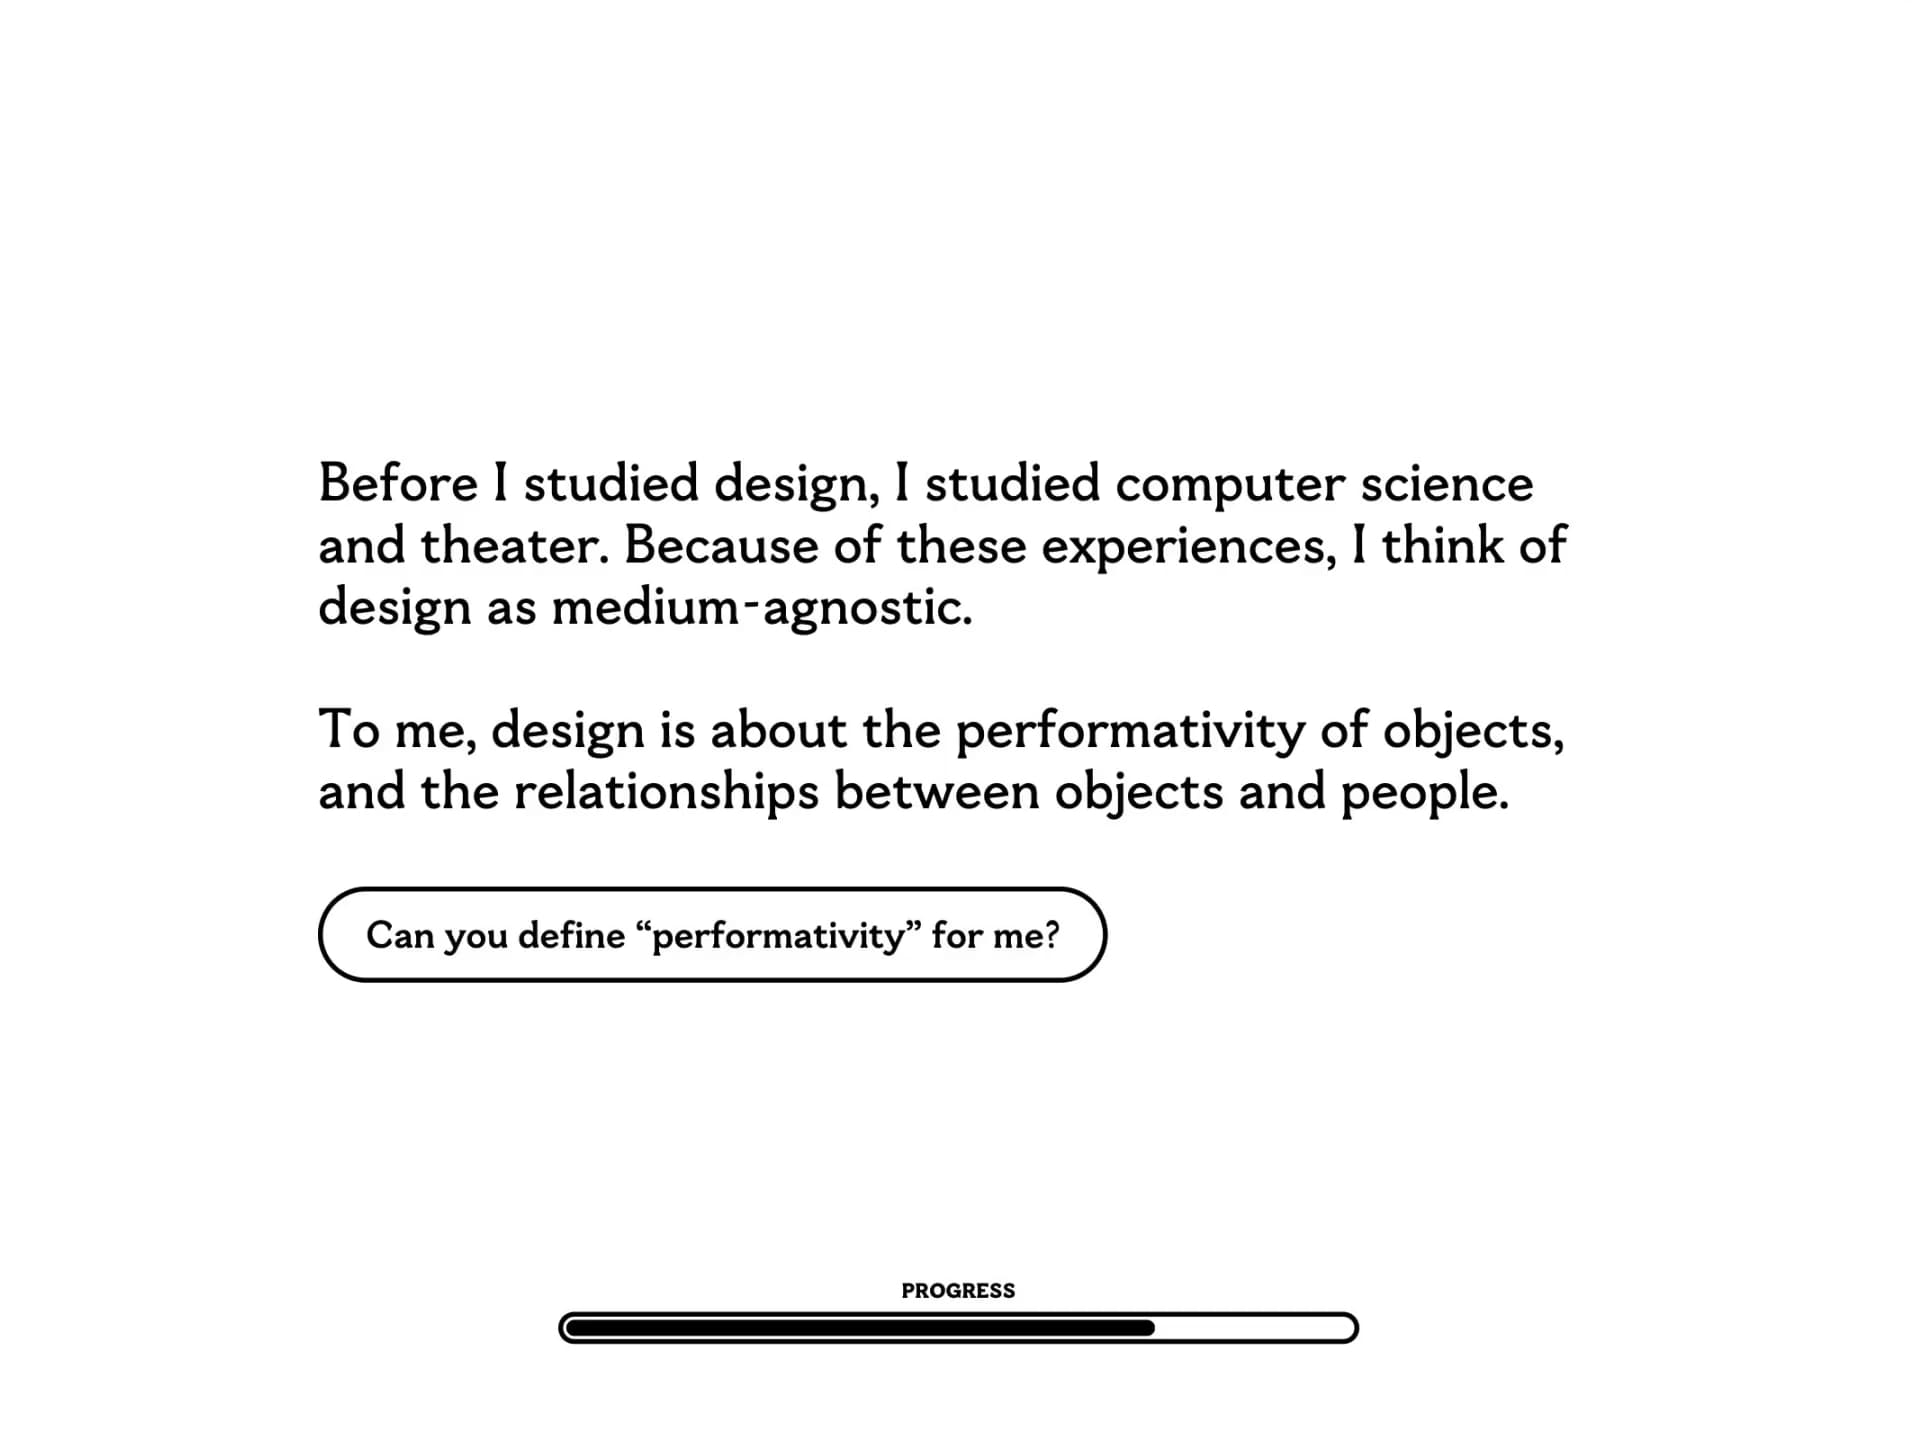 Before I studied design, I studied computer science
and theater. Because of these experiences, I think of
design as medium-agnostic.
To me, design is about the performativity of objects,
and the relationships between objects and people.
Can you define “performativity” for me?
PROGRESS